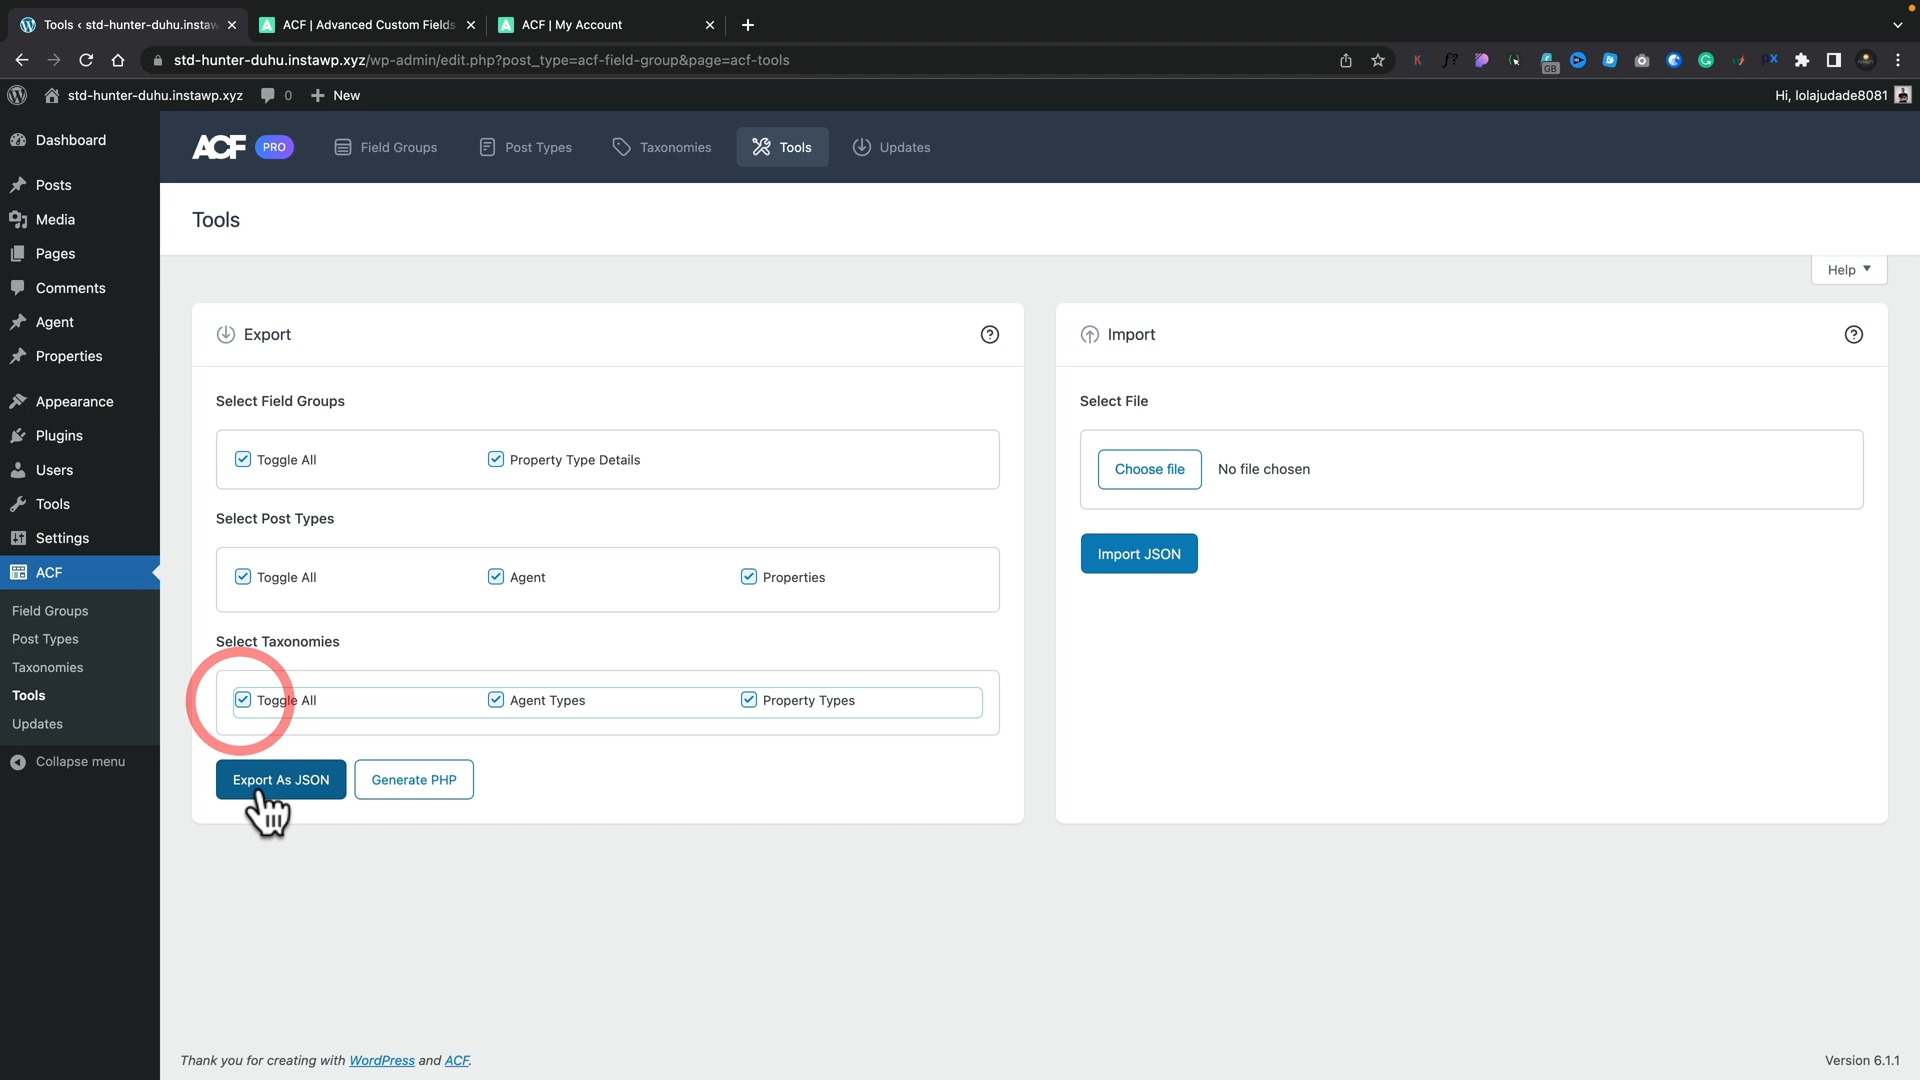 Tools ‹ std-hunter-duhu.instaw
ACF | Advanced Custom Fields
ACF | My Account
std-hunter-duhu.instawp.xyz/wp-admin/edit.php?post_type=acf-field-group&page=acf-tools
K
f?
GB
std-hunter-duhu.instawp.xyz
0
New
Hi, lolajudade8081
Dashboard
Posts
Media
Pages
Comments
Agent
Properties
Appearance
Plugins
Users
Tools
Settings
ACF
Field Groups
Post Types
Taxonomies
Tools
Updates
Collapse menu
ACF PRO
Field Groups
Post Types
Taxonomies
Tools
Updates
Tools
Help
Export
Select Field Groups
Toggle All
Property Type Details
Select Post Types
Toggle All
Agent
Properties
Select Taxonomies
Toggle All
Agent Types
Property Types
Export As JSON
Generate PHP
Import
Select File
Choose file
No file chosen
Import JSON
Thank you for creating with WordPress and ACF.
Version 6.1.1